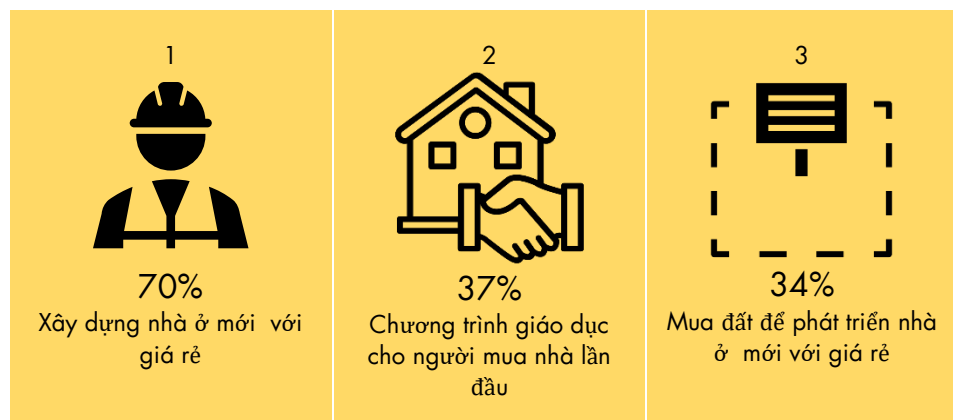 1
70%
Xây dựng nhà ở mới với
giá rẻ
2
37%
Chương trình giáo dục
cho người mua nhà lần
đầu
3
34%
Mua đất để phát triển nhà
ở mới với giá rẻ